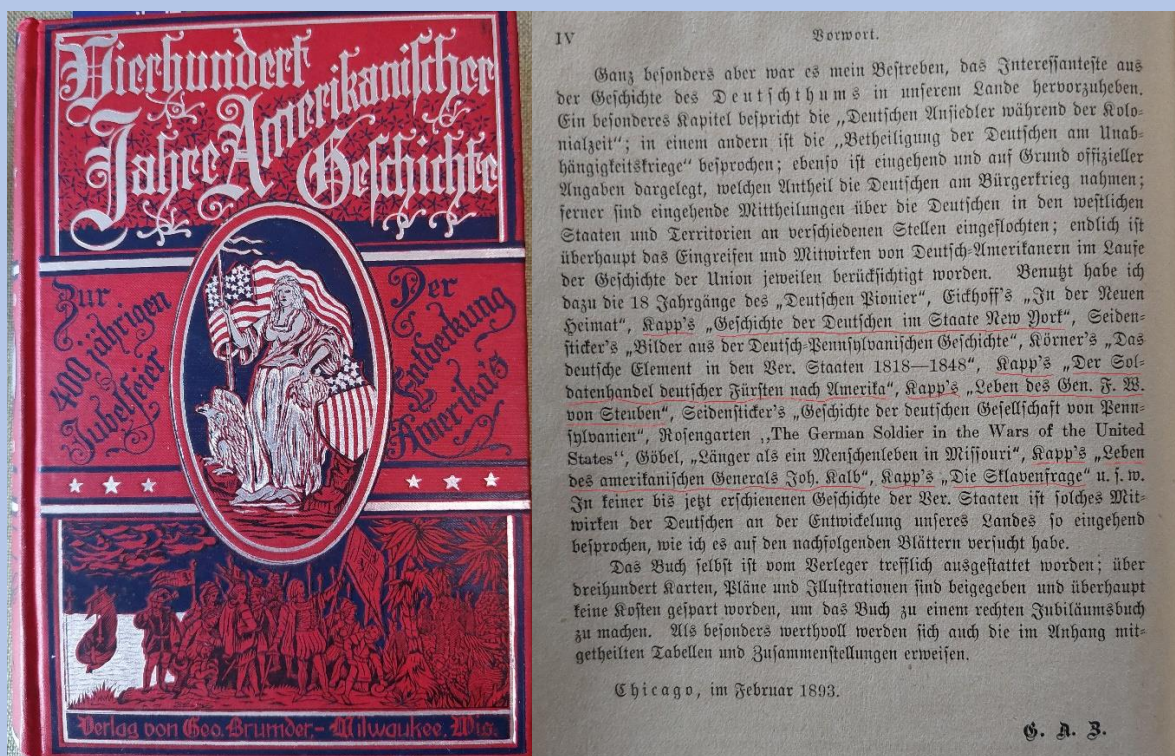 Vierhundert
Jahre Amerikanischer
Geschichte
Zur
400jährigen
Jubelfeier
Der
Entdeckung
Amerika's
Verlag von Geo. Brumder - Milwaukee, Wis.
IV
Vorwort.
Ganz besonders aber war es mein Bestreben, das Interessanteste aus
der Geschichte des Deutschthums in unserem Lande hervorzuheben.
Ein besonderes Kapitel bespricht die „Deutschen Ansiedler während der Kolo-
nialzeit“; in einem andern ist die „Betheiligung der Deutschen am Unab-
hängigkeitskriege“ besprochen; ebenso ist eingehend und auf Grund offizieller
Angaben dargelegt, welchen Antheil die Deutschen am Bürgerkrieg nahmen;
ferner sind eingehende Mittheilungen über die Deutschen in den westlichen
Staaten und Territorien an verschiedenen Stellen eingeflochten; endlich ist
überhaupt das Eingreifen und Mitwirken von Deutsch-Amerikanern im Laufe
der Geschichte der Union jeweilen berücksichtigt worden. Benutzt habe ich
dazu die 18 Jahrgänge des „Deutschen Pionier“, Eickhoff's „In der Neuen
Heimat“, Kapp's „Geschichte der Deutschen im Staate New York“, Seiden-
sticker's „Bilder aus der Deutsch-Pennsylvanischen Geschichte“, Körner's „Das
deutsche Element in den Ver. Staaten 1818—1848“, Kapp's „Der Sol-
datenhandel deutscher Fürsten nach Amerika“, Kapp's „Leben des Gen. F. W.
von Steuben“, Seidensticker's „Geschichte der deutschen Gesellschaft von Penn-
sylvanien“, Rosengarten „The German Soldier in the Wars of the United
States“, Göbel, „Länger als ein Menschenleben in Missouri“, Kapp's „Leben
des amerikanischen Generals Joh. Kalb“, Kapp's „Die Sklavenfrage“ u. s. w.
In keiner bis jetzt erschienenen Geschichte der Ver. Staaten ist solches Mit-
wirken der Deutschen an der Entwickelung unseres Landes so eingehend
besprochen, wie ich es auf den nachfolgenden Blättern versucht habe.
Das Buch selbst ist vom Verleger trefflich ausgestattet worden; über
dreihundert Karten, Pläne und Illustrationen sind beigegeben und überhaupt
keine Kosten gespart worden, um das Buch zu einem rechten Jubiläumsbuch
zu machen. Als besonders werthvoll werden sich auch die im Anhang mit-
getheilten Tabellen und Zusammenstellungen erweisen.
Chicago, im Februar 1893.
G. A. Z.